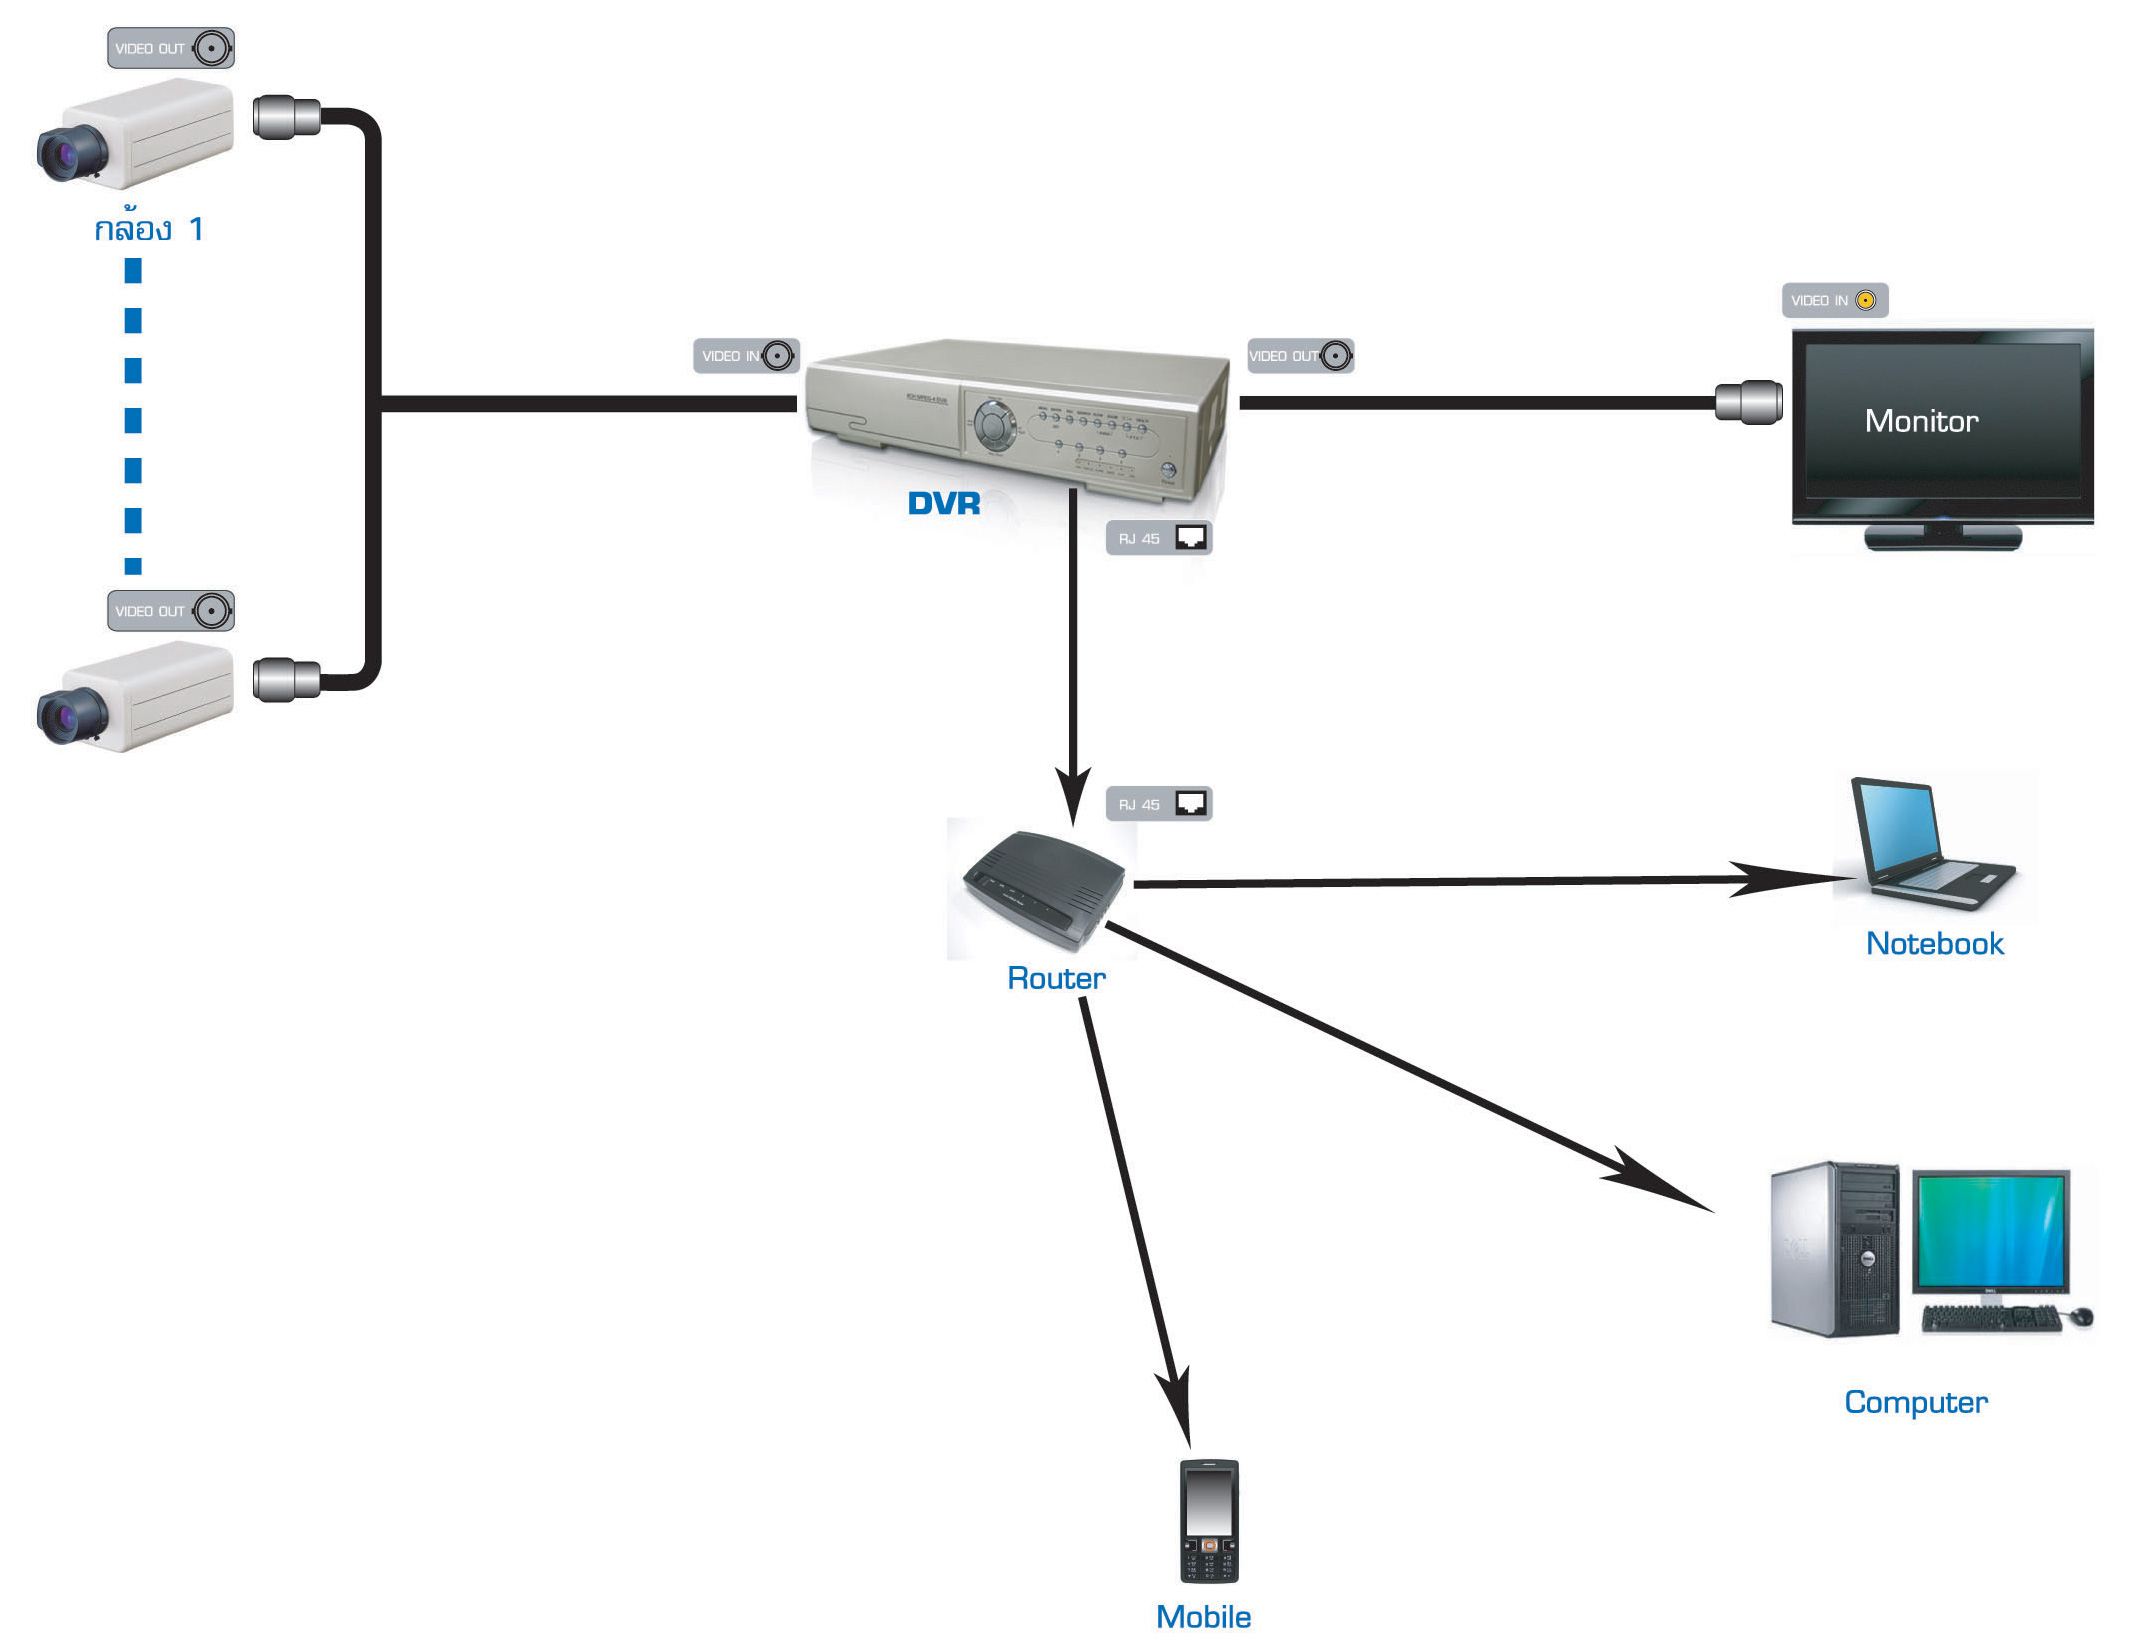 VIDEO OUT
กล้อง 1
VIDEO IN
VIDEO OUT
VIDEO IN
Monitor
DVR
RJ 45
VIDEO OUT
RJ 45
Router
Notebook
Computer
Mobile